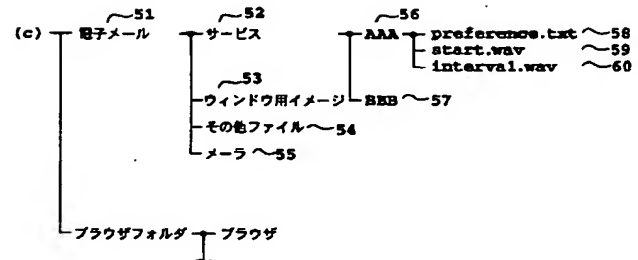 51 52 56
(c) 電子メール サービス AAA preference.txt 58
start.wav 59
53 interval.wav 60
ウィンドウ用イメージ BBB 57
その他ファイル 54
メーラ 55
ブラウザフォルダ ブラウザ